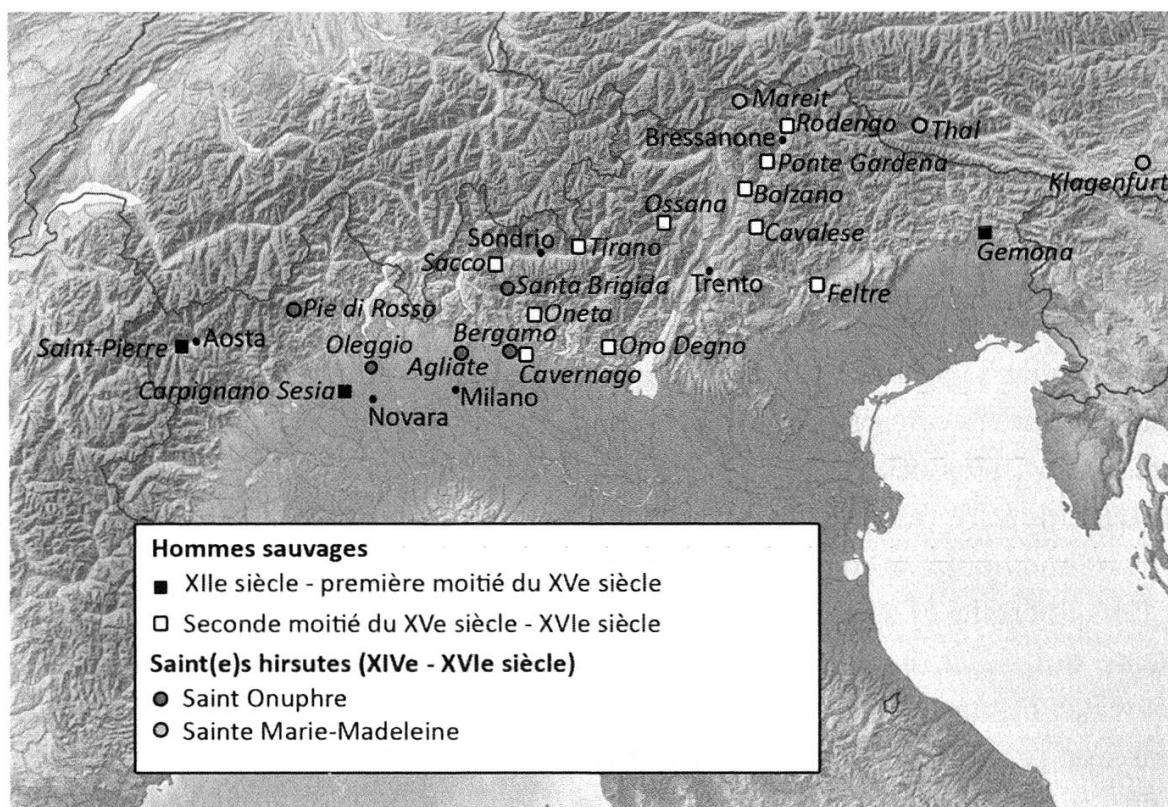 Mareit
Rodengo
Thal
Bressanone
Ponte Gardena
Klagenfurt
Bolzano
Ossana
Cavalese
Sondrio
Tirano
Gemona
Sacco
Santa Brigida
Trento
Feltre
Pie di Rosso
Oneta
Saint-Pierre
Aosta
Oleggio
Bergamo
Ono Degno
Agliate
Cavernago
Carpignano Sesia
Milano
Novara
Hommes sauvages
XIIe siècle - première moitié du XVe siècle
Seconde moitié du XVe siècle - XVIe siècle
Saint(e)s hirsutes (XIVe - XVIe siècle)
Saint Onuphre
Sainte Marie-Madeleine